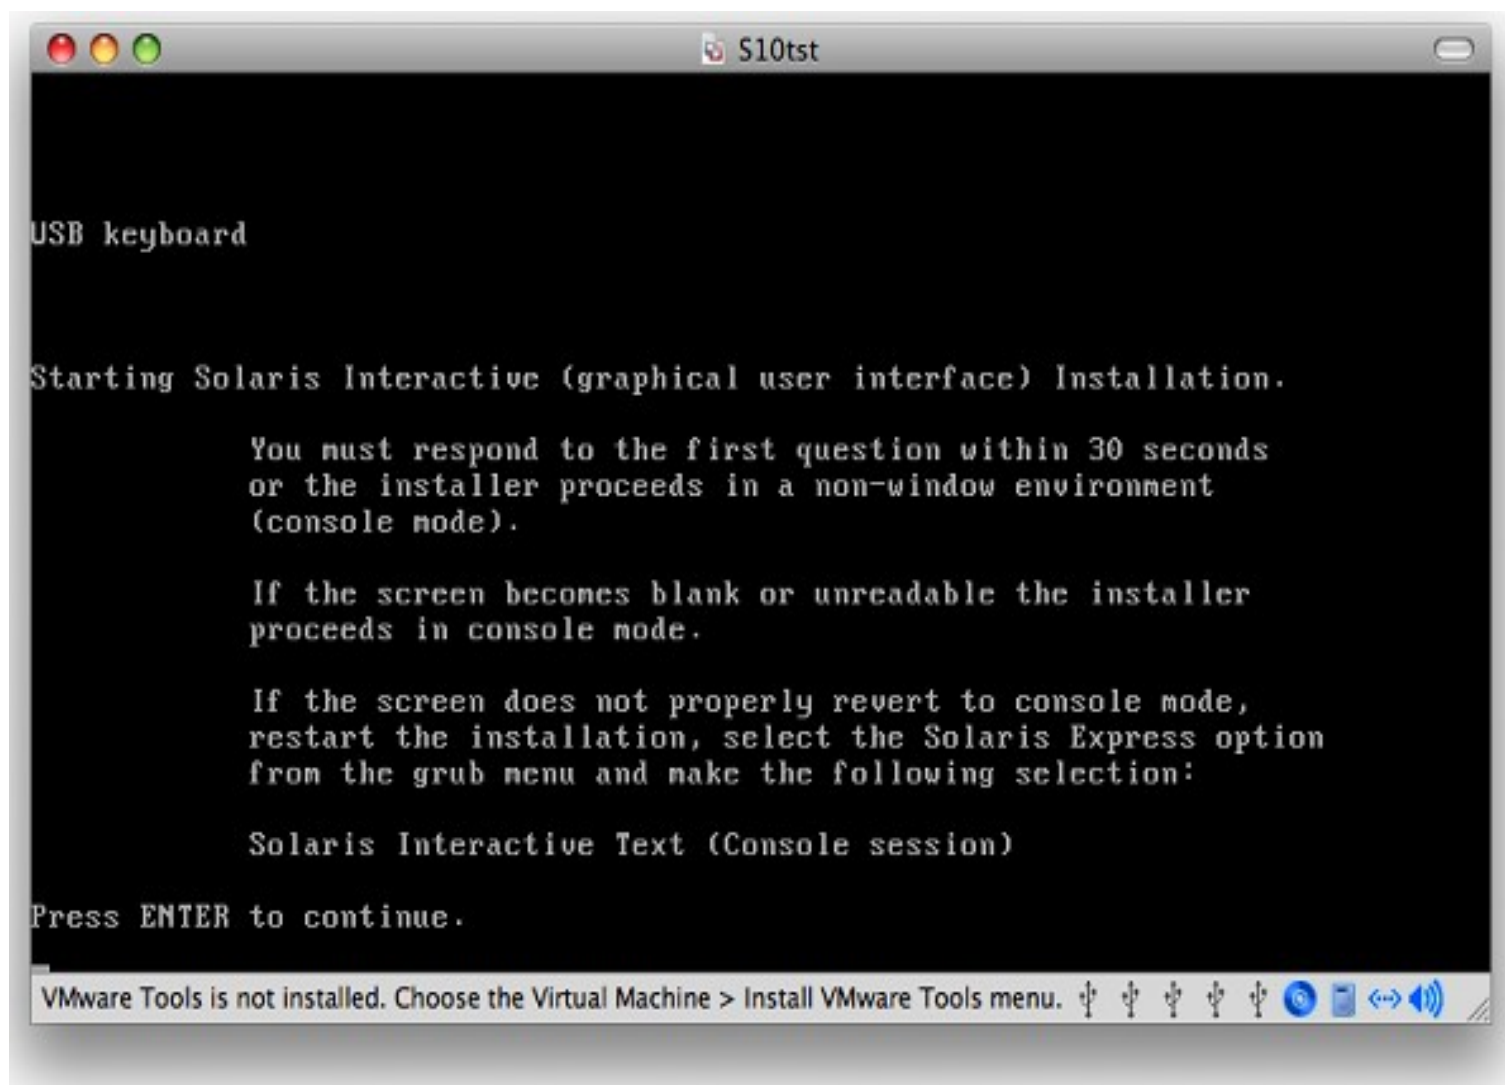 S10tst
USB keyboard
Starting Solaris Interactive (graphical user interface) Installation.
You must respond to the first question within 30 seconds
or the installer proceeds in a non-window environment
(console mode).
If the screen becomes blank or unreadable the installer
proceeds in console mode.
If the screen does not properly revert to console mode,
restart the installation, select the Solaris Express option
from the grub menu and make the following selection:
Solaris Interactive Text (Console session)
Press ENTER to continue.
VMware Tools is not installed. Choose the Virtual Machine > Install VMware Tools menu.